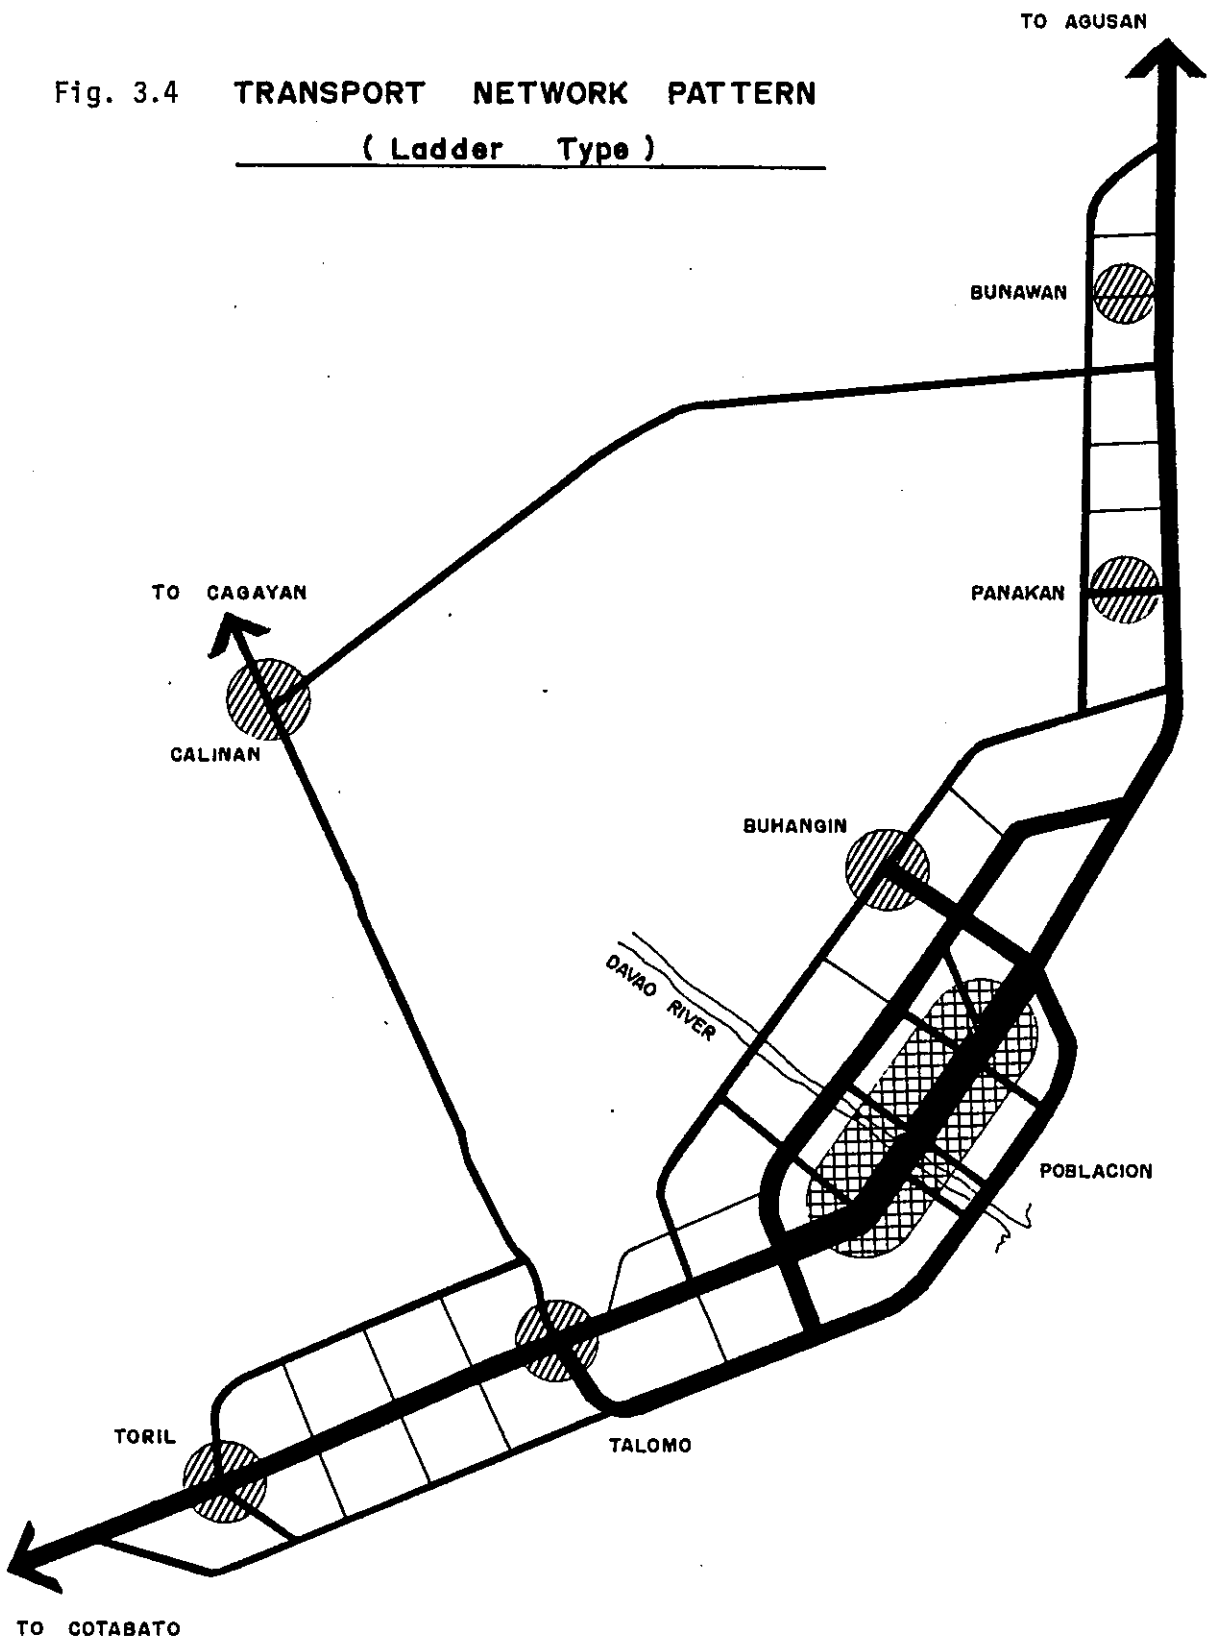 TO AGUSAN
Fig. 3.4 TRANSPORT NETWORK PATTERN
( Ladder Type )
BUNAWAN
TO CAGAYAN
PANAKAN
CALINAN
BUHANGIN
DAVAO RIVER
POBLACION
TORIL
TALOMO
TO COTABATO